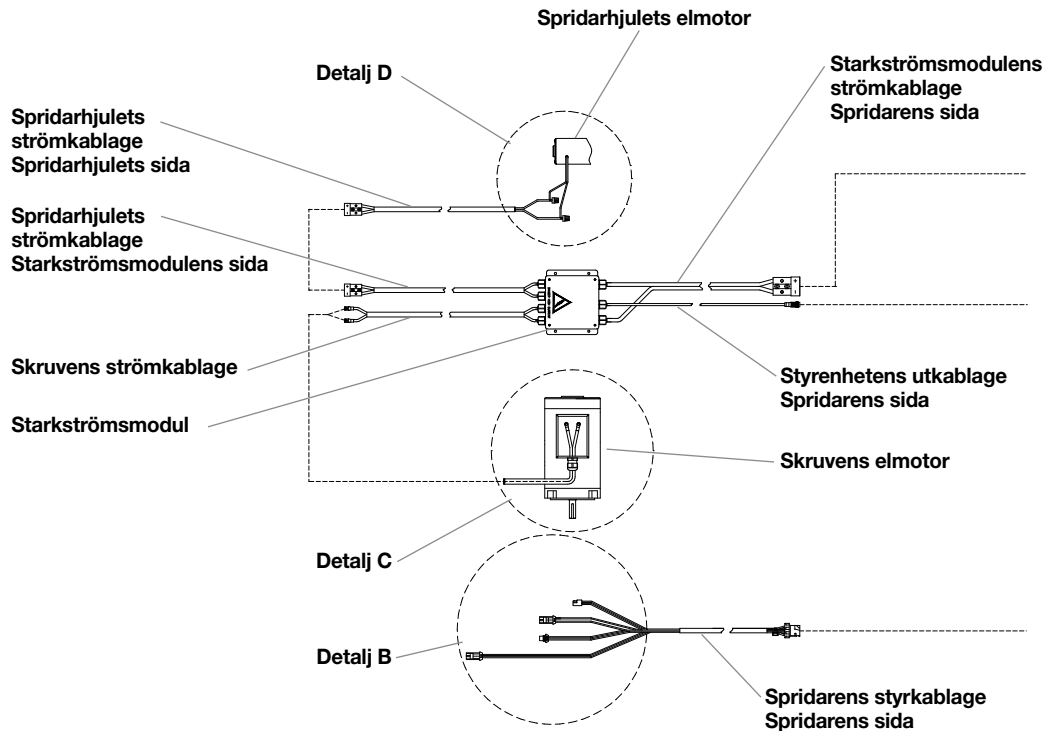 Spridarhjulets elmotor
Detalj D
Starkströmsmodulens
strömkablage
Spridarens sida
Spridarhjulets
strömkablage
Spridarhjulets sida
Spridarhjulets
strömkablage
Starkströmsmodulens sida
Skruvens strömkablage
Starkströmsmodul
Styrenhetens utkablage
Spridarens sida
Skruvens elmotor
Detalj C
Detalj B
Spridarens styrkablage
Spridarens sida